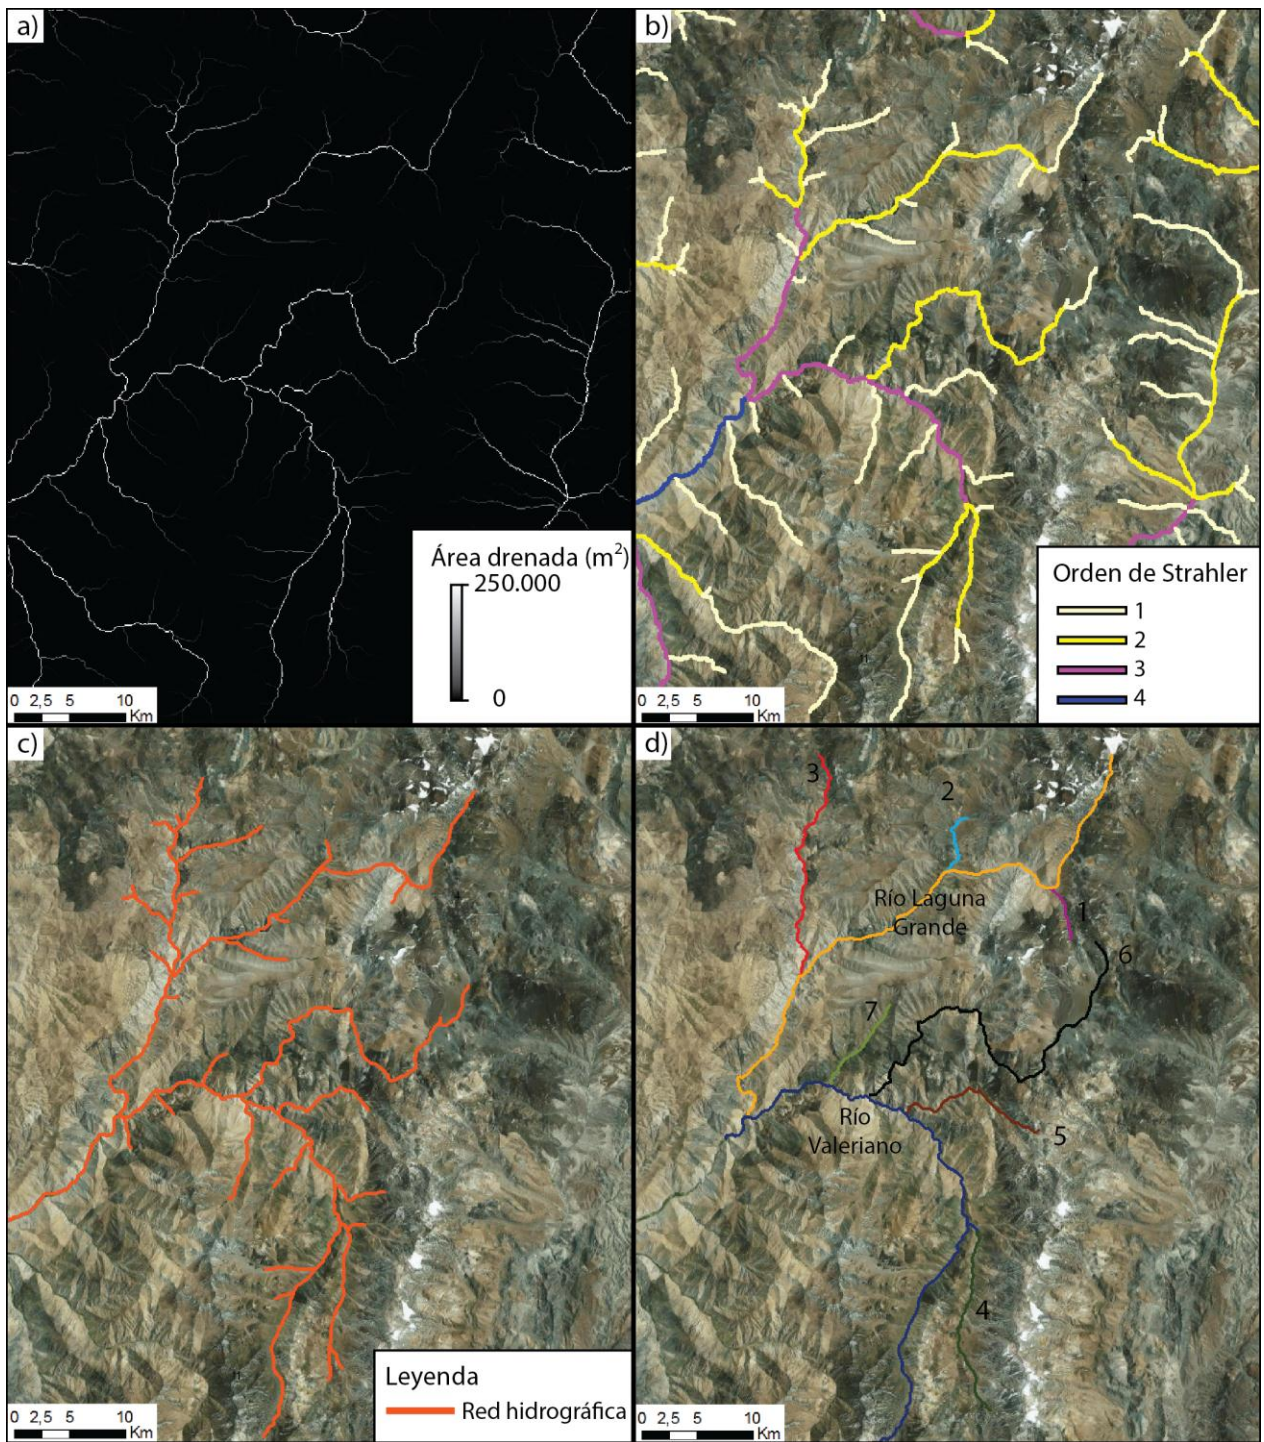 a)
Área drenada (m²)
250.000
0
0 2,5 5 10
Km
b)
Orden de Strahler
1
2
3
4
0 2,5 5 10
Km
c)
Leyenda
Red hidrográfica
0 2,5 5 10
Km
d)
3
2
Río Laguna
Grande
1
6
7
Río
Valeriano
5
4
0 2,5 5 10
Km